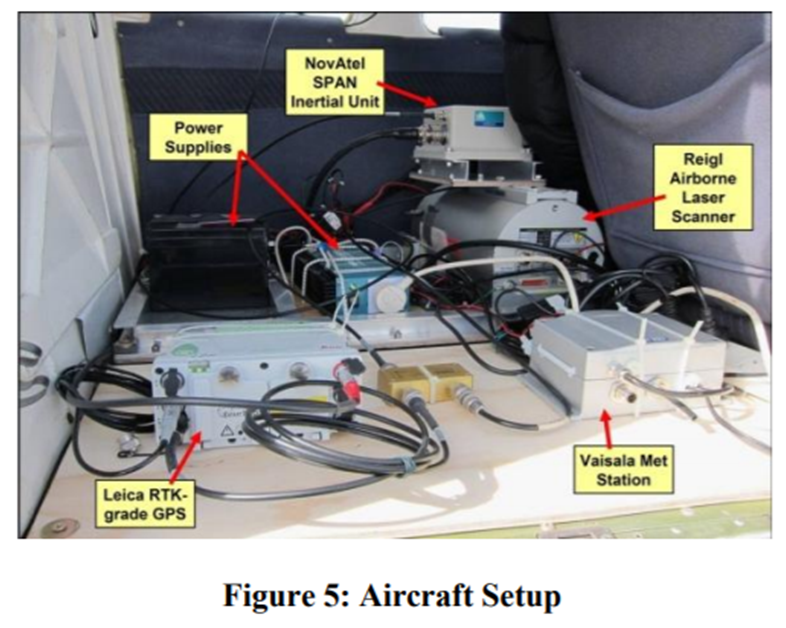 NovAtel
SPAN
Inertial Unit
Power
Supplies
Reigl
Airborne
Laser
Scanner
Leica RTK-
grade GPS
Vaisala Met
Station
Figure 5: Aircraft Setup